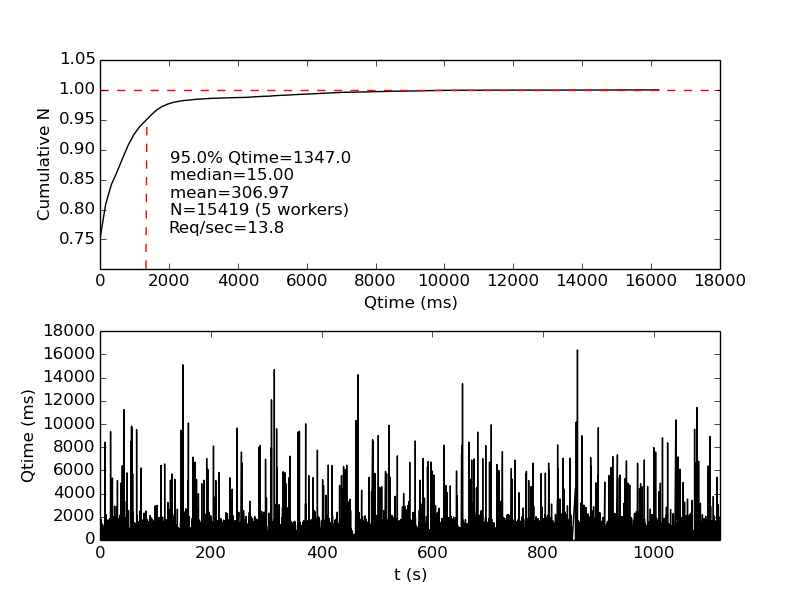 1.05
1.00
0.95
0.90
0.85
0.80
0.75
Cumulative N
95.0% Qtime=1347.0
median=15.00
mean=306.97
N=15419 (5 workers)
Req/sec=13.8
0 2000 4000 6000 8000 10000 12000 14000 16000 18000
Qtime (ms)
18000
16000
14000
12000
10000
8000
6000
4000
2000
0
Qtime (ms)
0 200 400 600 800 1000
t (s)